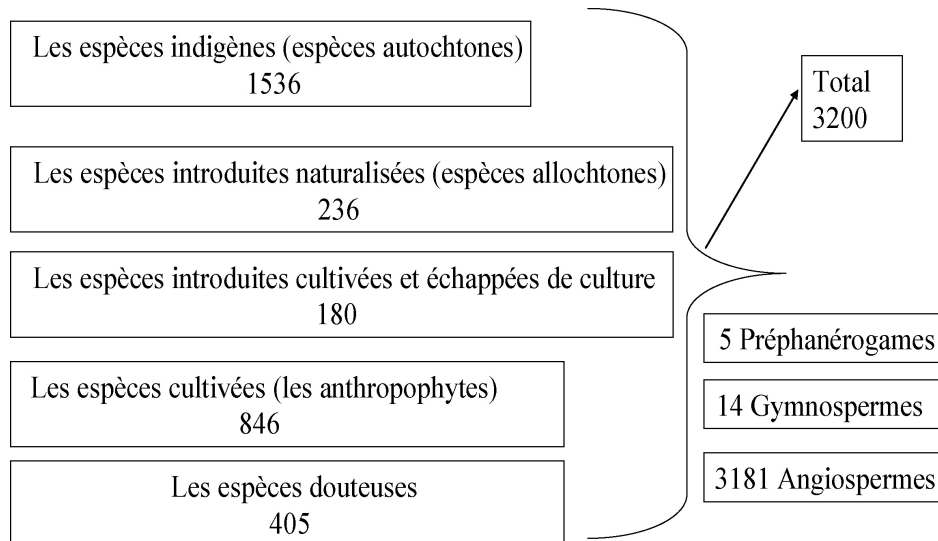 Les espèces indigènes (espèces autochtones)
1536
Les espèces introduites naturalisées (espèces allochtones)
236
Les espèces introduites cultivées et échappées de culture
180
Les espèces cultivées (les anthropophytes)
846
Les espèces douteuses
405
Total
3200
5 Préphanérogames
14 Gymnospermes
3181 Angiospermes